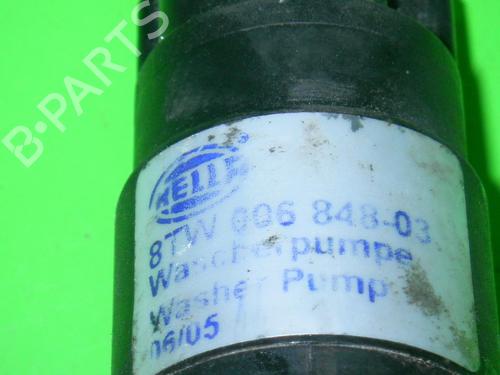 B-PARTS
HELLA
8TW 006 848-03
Wascherpumpe
Washer Pump
06/05